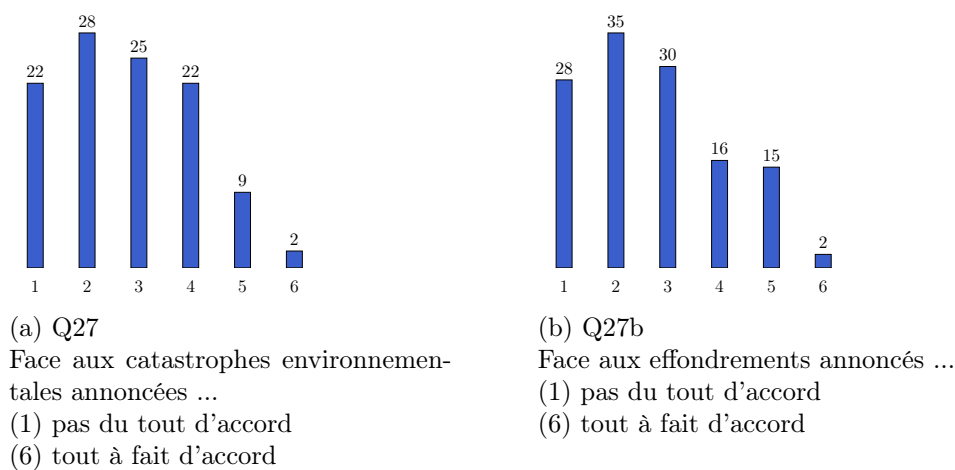 22
28
25
22
9
2
1 2 3 4 5 6
(a) Q27
Face aux catastrophes environnemen-
tales annoncées ...
(1) pas du tout d'accord
(6) tout à fait d'accord
28
35
30
16
15
2
1 2 3 4 5 6
(b) Q27b
Face aux effondrements annoncés ...
(1) pas du tout d'accord
(6) tout à fait d'accord